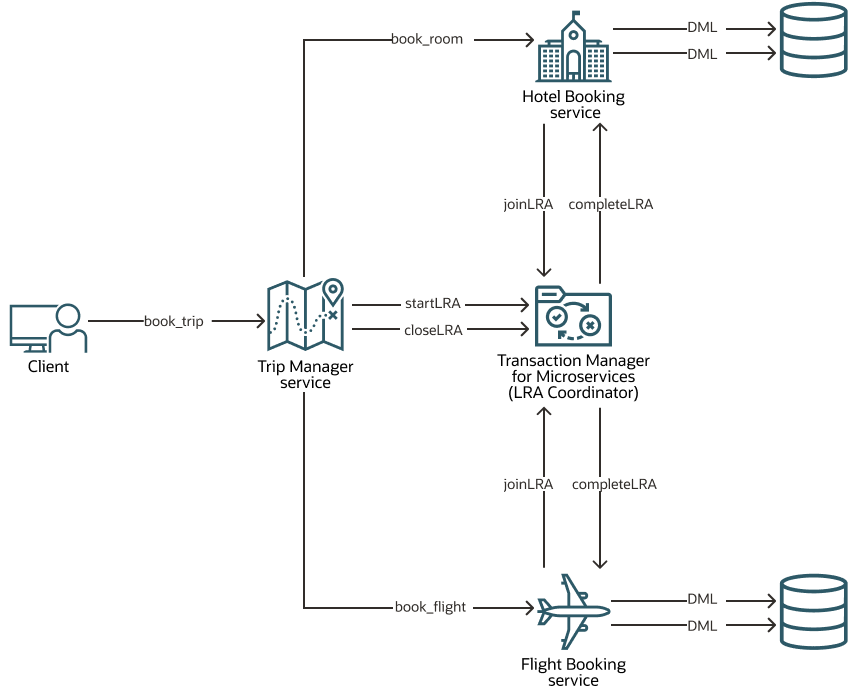 book_room
DML
DML
Hotel Booking
service
joinLRA
completeLRA
book_trip
startLRA
closeLRA
Client
Trip Manager
service
Transaction Manager
for Microservices
(LRA Coordinator)
joinLRA
completeLRA
book_flight
DML
DML
Flight Booking
service